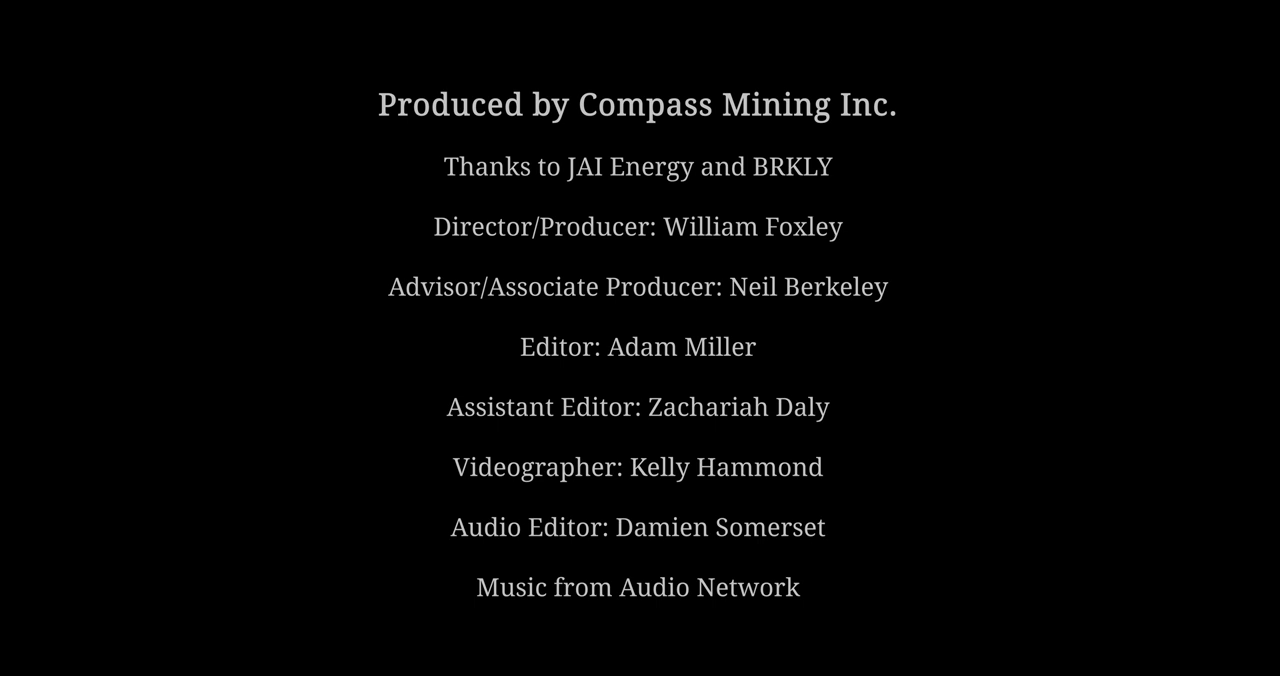 Produced by Compass Mining Inc.
Thanks to JAI Energy and BRKLY
Director/Producer: William Foxley
Advisor/Associate Producer: Neil Berkeley
Editor: Adam Miller
Assistant Editor: Zachariah Daly
Videographer: Kelly Hammond
Audio Editor: Damien Somerset
Music from Audio Network